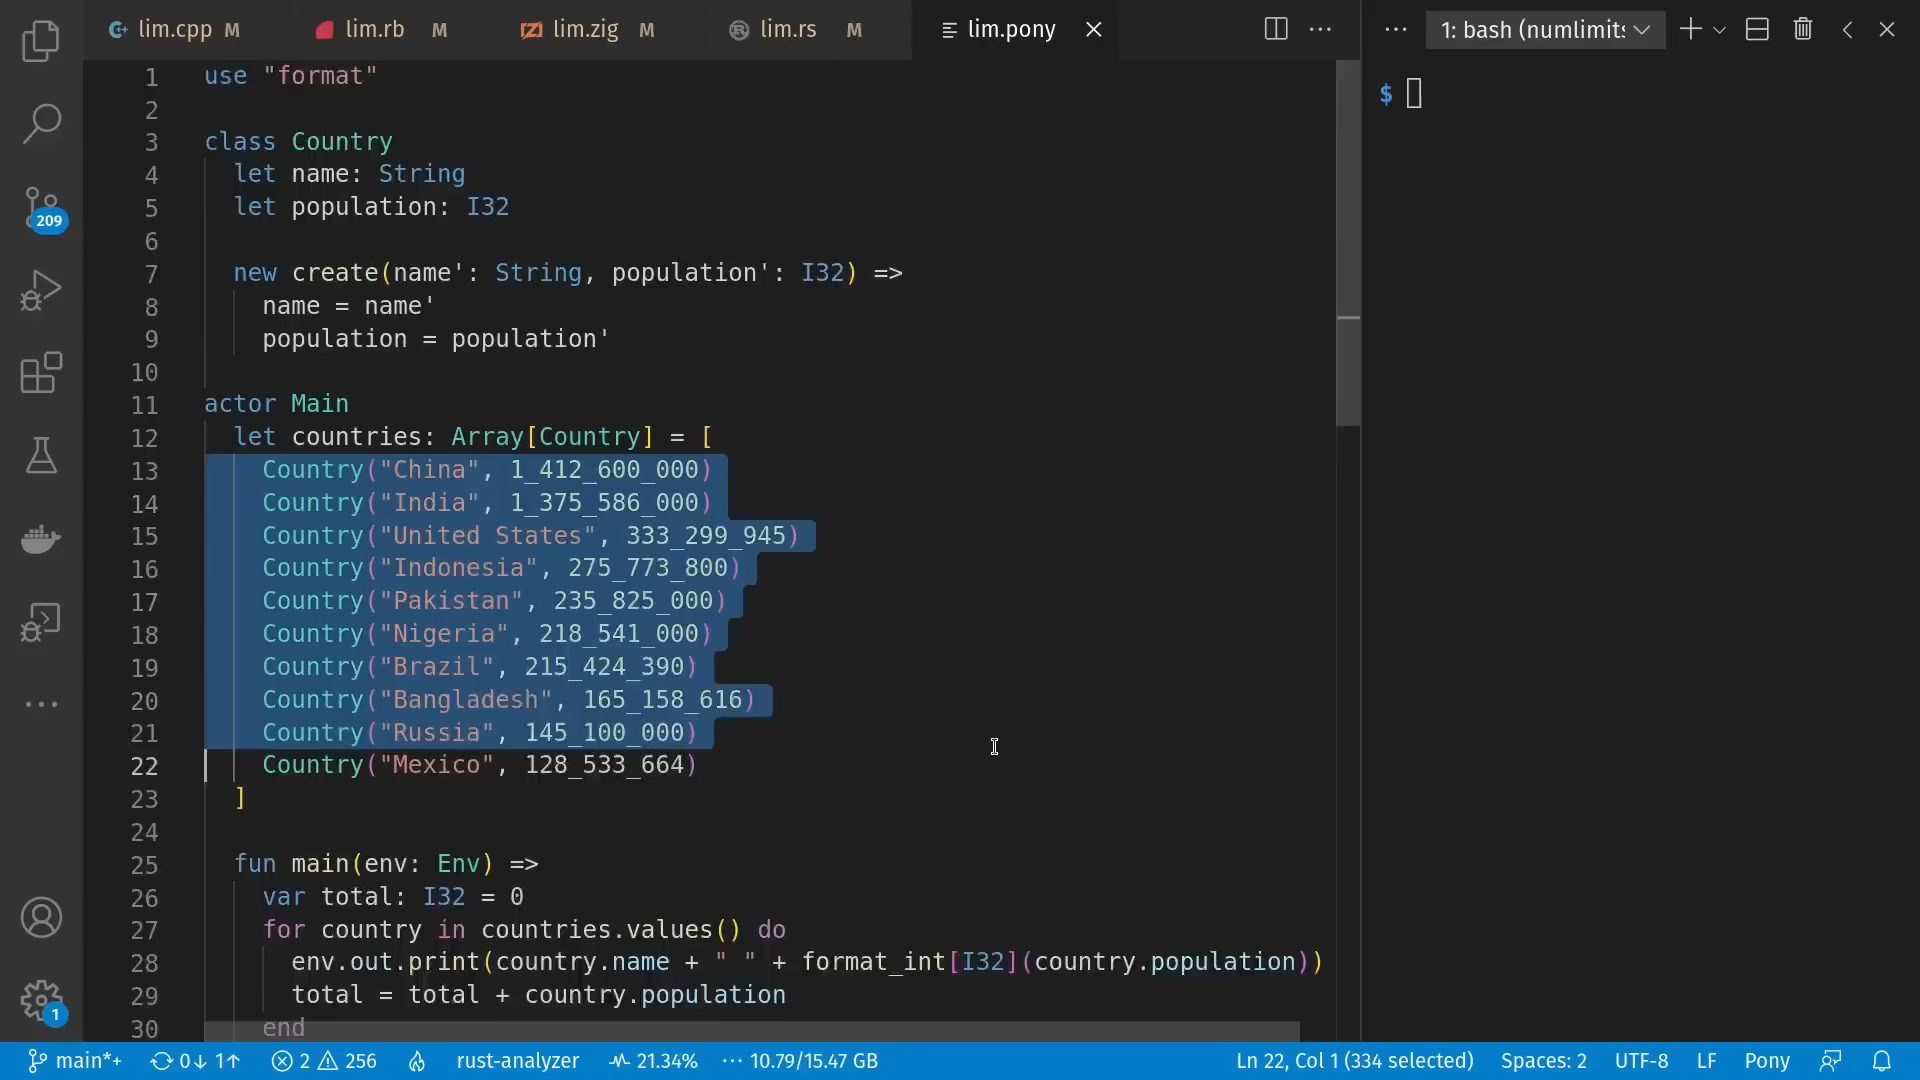 lim.cpp M lim.rb M lim.zig M lim.rs M lim.pony 1: bash (numlimits
1 use "format"
2
3 class Country
4 let name: String
5 let population: I32
6
7 new create(name': String, population': I32) =>
8 name = name'
9 population = population'
10
11 actor Main
12 let countries: Array[Country] = [
13 Country("China", 1_412_600_000)
14 Country("India", 1_375_586_000)
15 Country("United States", 333_299_945)
16 Country("Indonesia", 275_773_800)
17 Country("Pakistan", 235_825_000)
18 Country("Nigeria", 218_541_000)
19 Country("Brazil", 215_424_390)
20 Country("Bangladesh", 165_158_616)
21 Country("Russia", 145_100_000)
22 Country("Mexico", 128_533_664)
23 ]
24
25 fun main(env: Env) =>
26 var total: I32 = 0
27 for country in countries.values() do
28 env.out.print(country.name + " " + format_int[I32](country.population))
29 total = total + country.population
30 end
$
209
1
main*+ 0↓ 1↑ 2 256 rust-analyzer 21.34% ··· 10.79/15.47 GB Ln 22, Col 1 (334 selected) Spaces: 2 UTF-8 LF Pony